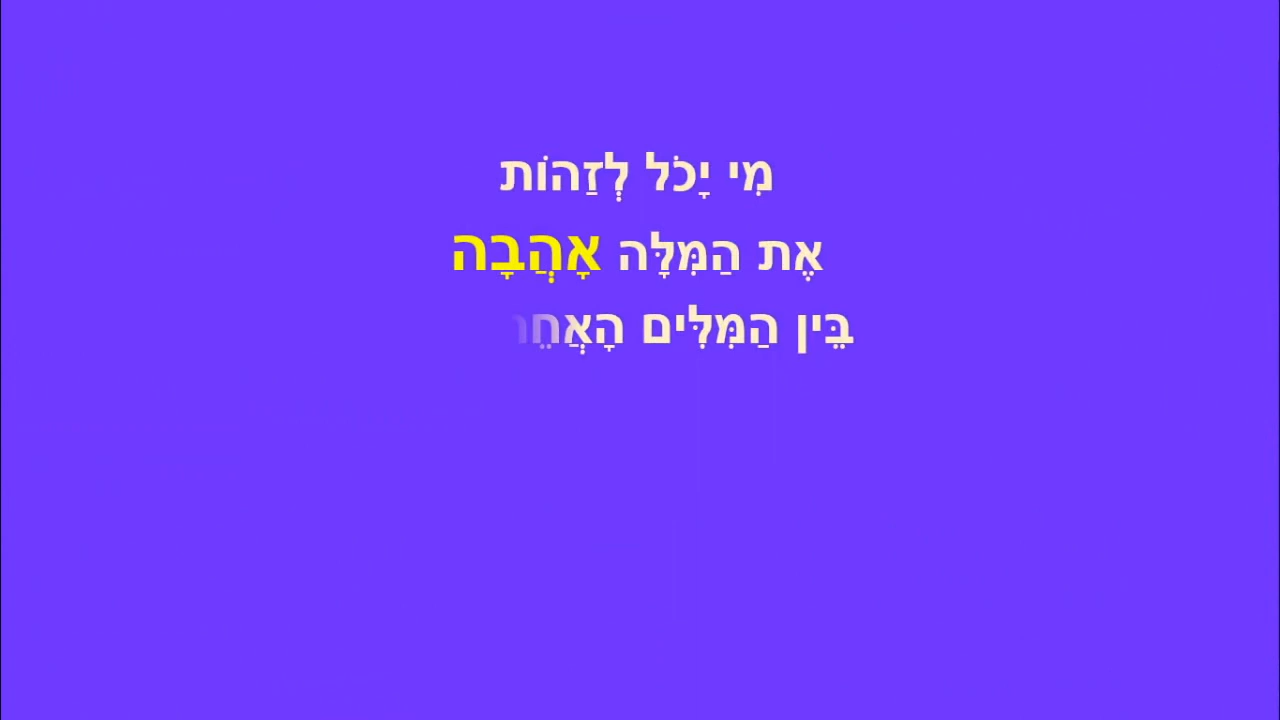 מִי יָכֹל לְזַהוֹת
אֶת הַמִּלָּה אָהֲבָה
בֵּין הַמִּלִּים